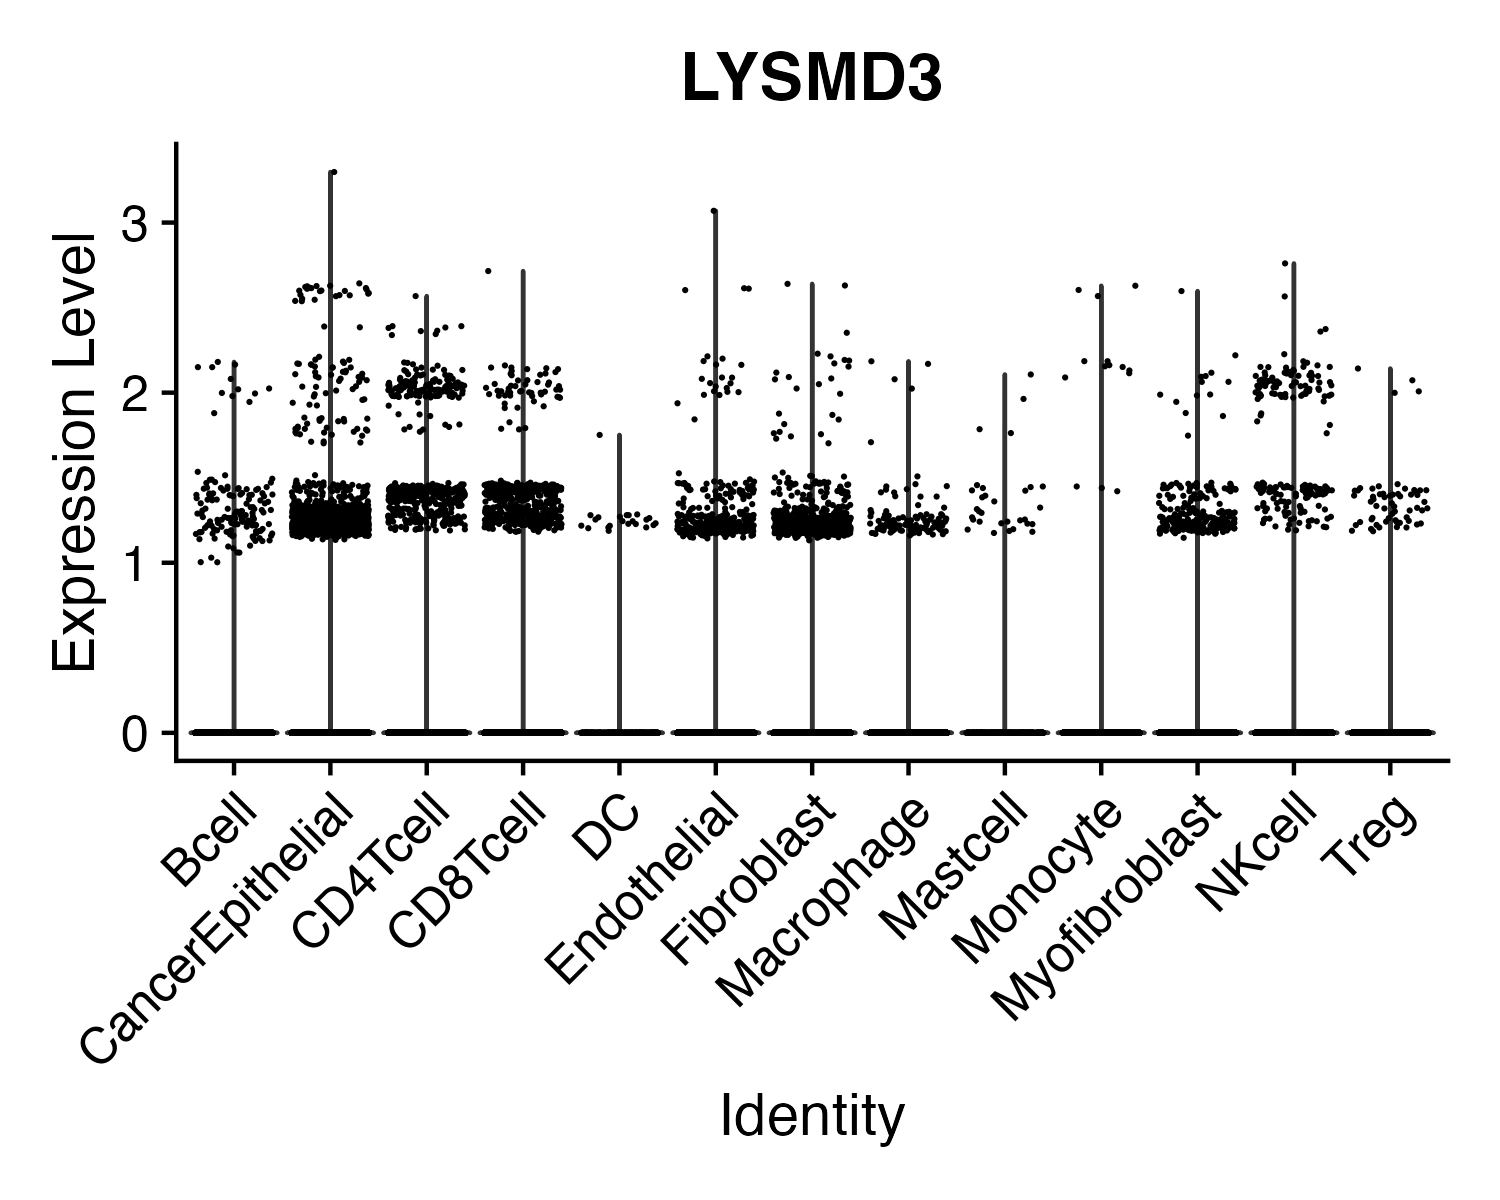 LYSMD3
Expression Level
3
2
1
0
Bcell
CancerEpithelial
CD4Tcell
CD8Tcell
DC
Endothelial
Fibroblast
Macrophage
Mastcell
Monocyte
Myofibroblast
NKcell
Treg
Identity